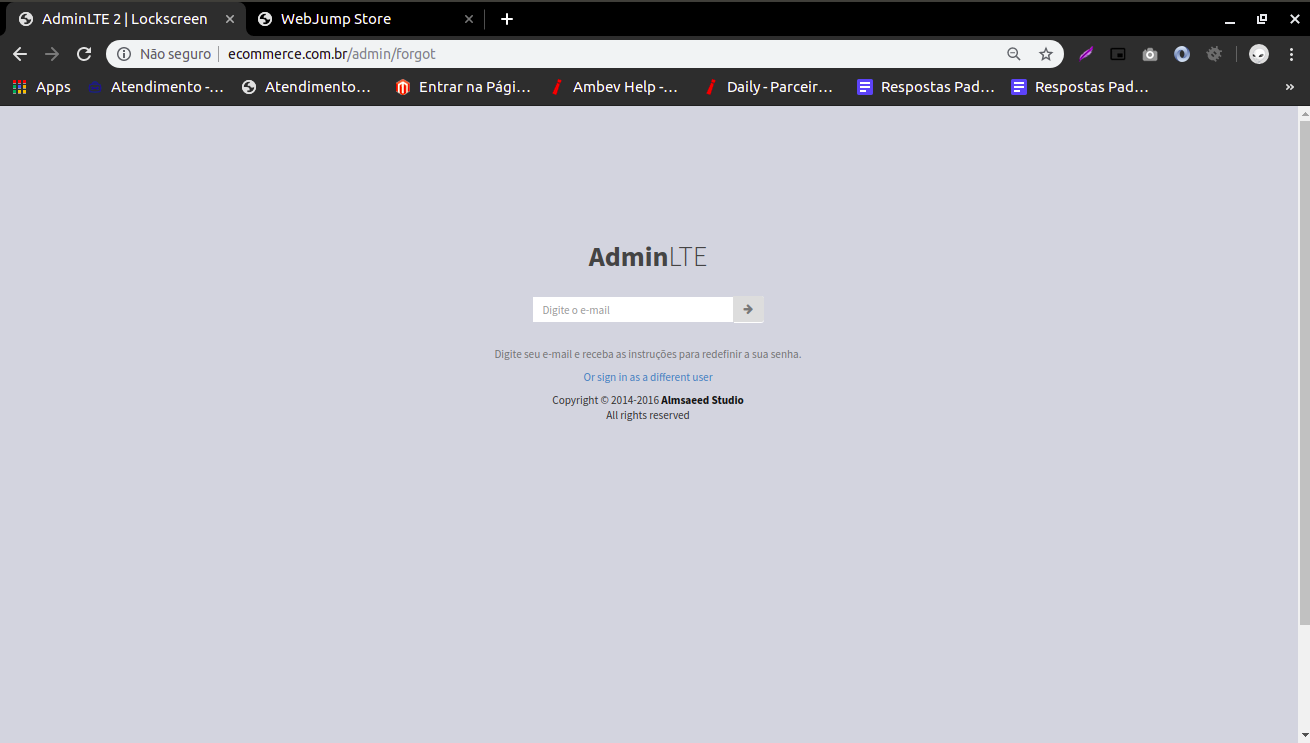 AdminLTE 2 | Lockscreen
WebJump Store
Não seguro
ecommerce.com.br/admin/forgot
Apps
Atendimento -...
Atendimento...
Entrar na Pági...
Ambev Help -...
Daily - Parceir...
Respostas Pad...
Respostas Pad...
»
AdminLTE
Digite o e-mail
Digite seu e-mail e receba as instruções para redefinir a sua senha.
Or sign in as a different user
Copyright © 2014-2016 Almsaeed Studio
All rights reserved